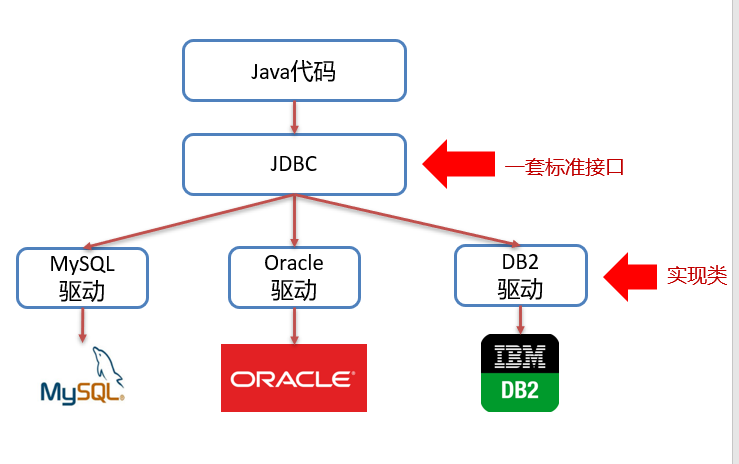 Java代码
JDBC
一套标准接口
MySQL
驱动
Oracle
驱动
DB2
驱动
实现类
MySQL®
ORACLE®
IBM
DB2